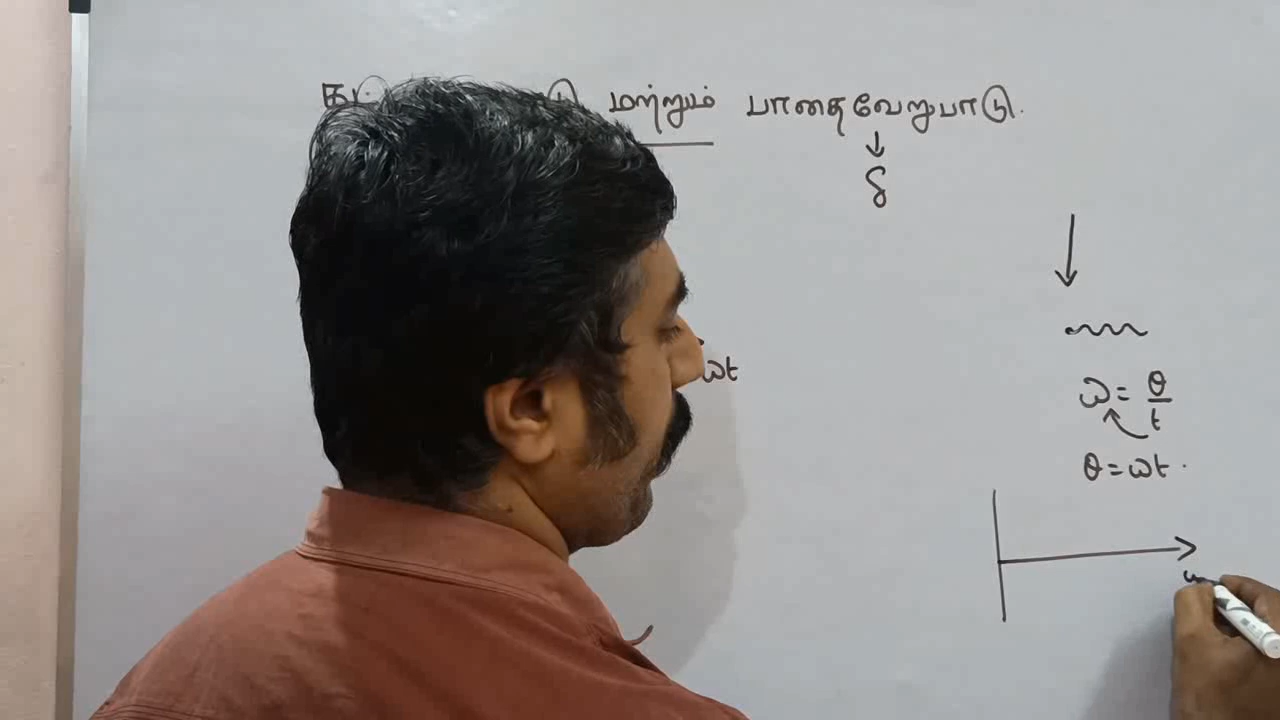 மற்றும் பாதைவேறுபாடு.
↓
δ
ωt
ω = θ/t
θ = ωt.